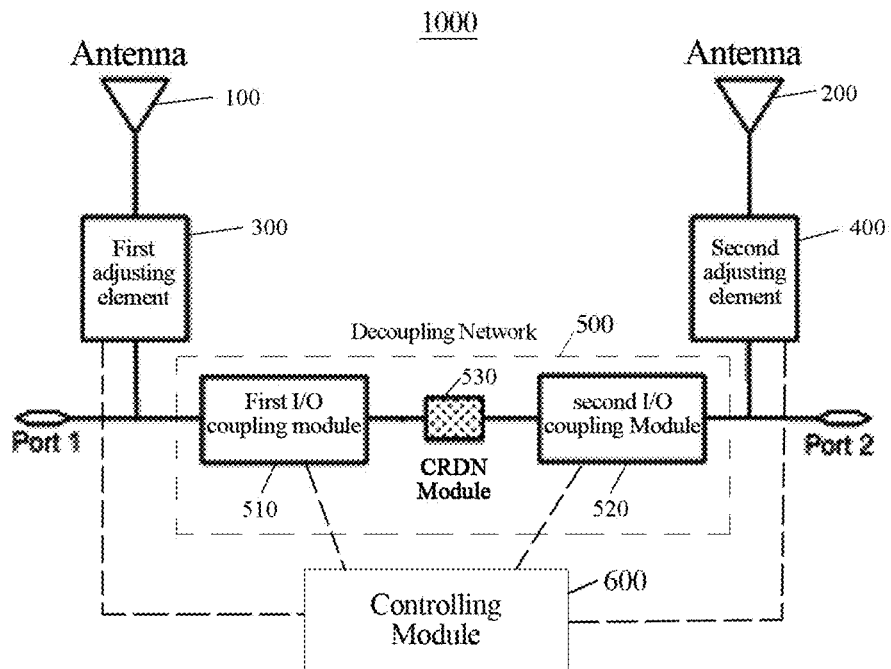 1000
Antenna
Antenna
100
200
First
adjusting
element
300
Second
adjusting
element
400
Decoupling Network
500
First I/O
coupling module
530
second I/O
coupling Module
Port 1
Port 2
CRDN
Module
510
520
Controlling
Module
600